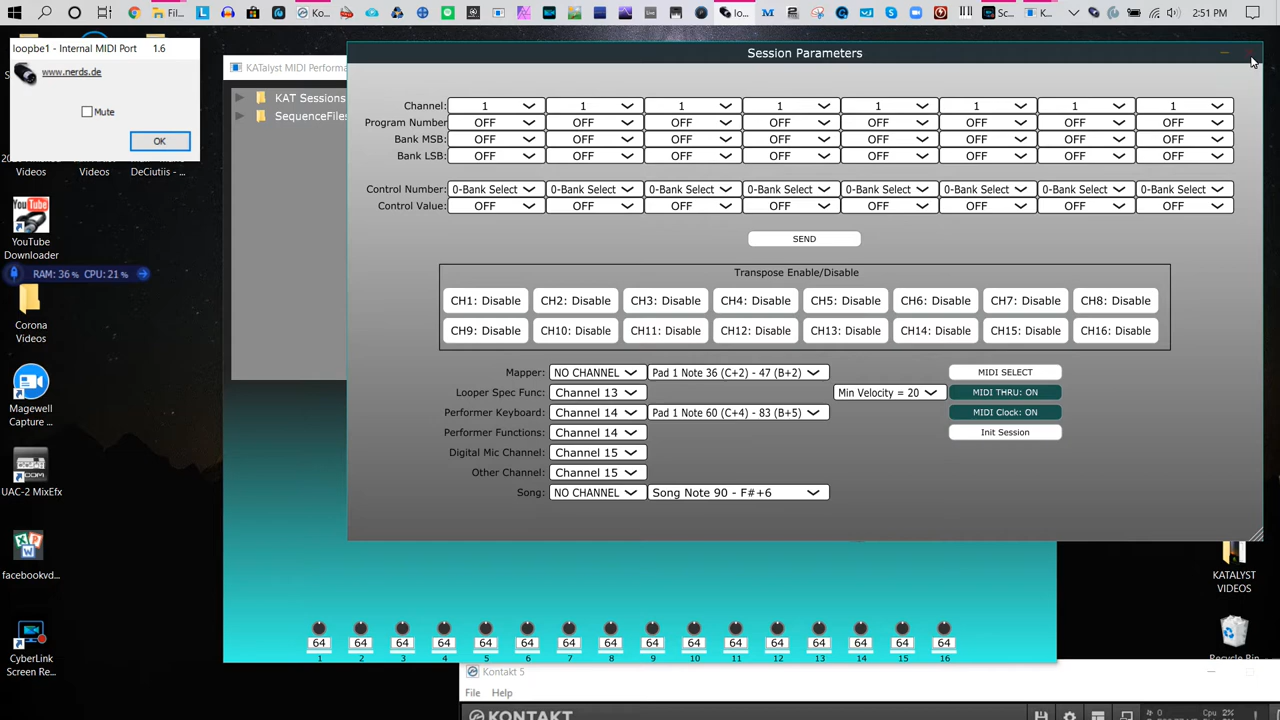 Fil...
Ko...
lo...
Sc...
K...
2:51 PM
loopbe1 - Internal MIDI Port 1.6
www.nerds.de
Mute
OK
Videos
Videos
DeCiutiis - ...
YouTube
Downloader
RAM: 36 % CPU: 21 %
Corona
Videos
Magewell
Capture ...
UAC-2 MixEfx
facebookvd...
CyberLink
Screen Re...
KATalyst MIDI Performa
KAT Sessions
SequenceFiles
Session Parameters
Channel: 1 1 1 1 1 1 1 1
Program Number OFF OFF OFF OFF OFF OFF OFF OFF
Bank MSB: OFF OFF OFF OFF OFF OFF OFF OFF
Bank LSB: OFF OFF OFF OFF OFF OFF OFF OFF
Control Number: 0-Bank Select 0-Bank Select 0-Bank Select 0-Bank Select 0-Bank Select 0-Bank Select 0-Bank Select 0-Bank Select
Control Value: OFF OFF OFF OFF OFF OFF OFF OFF
SEND
Transpose Enable/Disable
CH1: Disable CH2: Disable CH3: Disable CH4: Disable CH5: Disable CH6: Disable CH7: Disable CH8: Disable
CH9: Disable CH10: Disable CH11: Disable CH12: Disable CH13: Disable CH14: Disable CH15: Disable CH16: Disable
Mapper: NO CHANNEL Pad 1 Note 36 (C+2) - 47 (B+2) MIDI SELECT
Looper Spec Func: Channel 13 Min Velocity = 20 MIDI THRU: ON
Performer Keyboard: Channel 14 Pad 1 Note 60 (C+4) - 83 (B+5) MIDI Clock: ON
Performer Functions: Channel 14 Init Session
Digital Mic Channel: Channel 15
Other Channel: Channel 15
Song: NO CHANNEL Song Note 90 - F#+6
64 64 64 64 64 64 64 64 64 64 64 64 64 64 64 64
1 2 3 4 5 6 7 8 9 10 11 12 13 14 15 16
KATALYST
VIDEOS
Recycle Bin
Kontakt 5
File Help
KONTAKT
0
Cpu 2%